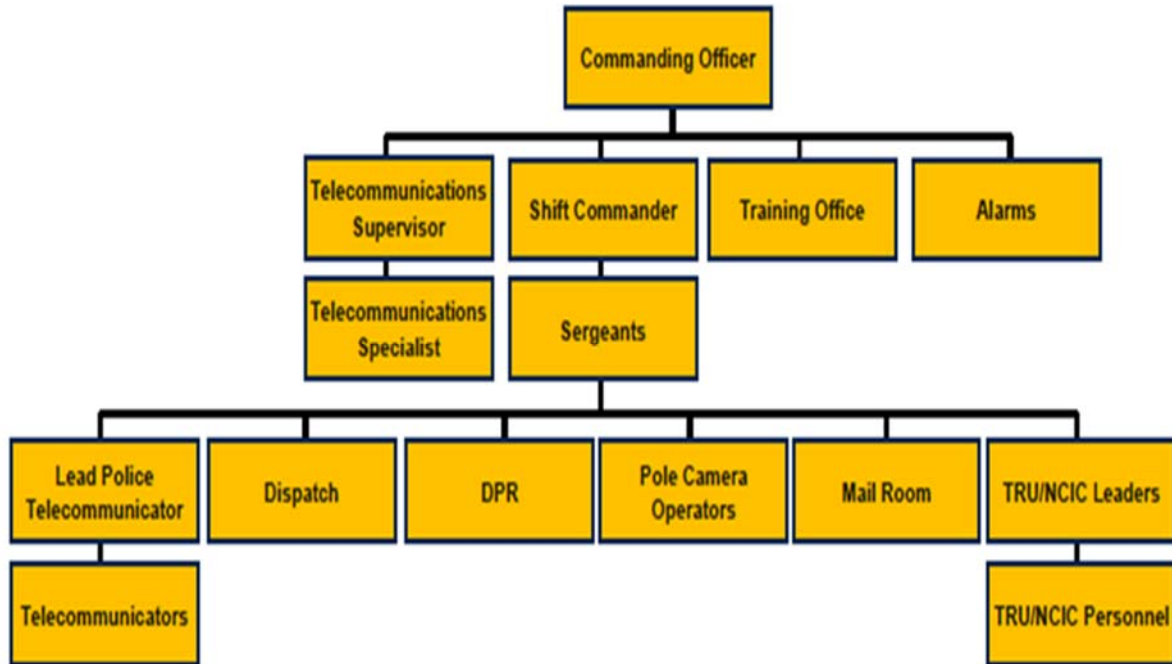 Commanding Officer
Telecommunications
Supervisor
Shift Commander
Training Office
Alarms
Telecommunications
Specialist
Sergeants
Lead Police
Telecommunicator
Dispatch
DPR
Pole Camera
Operators
Mail Room
TRU/NCIC Leaders
Telecommunicators
TRU/NCIC Personnel